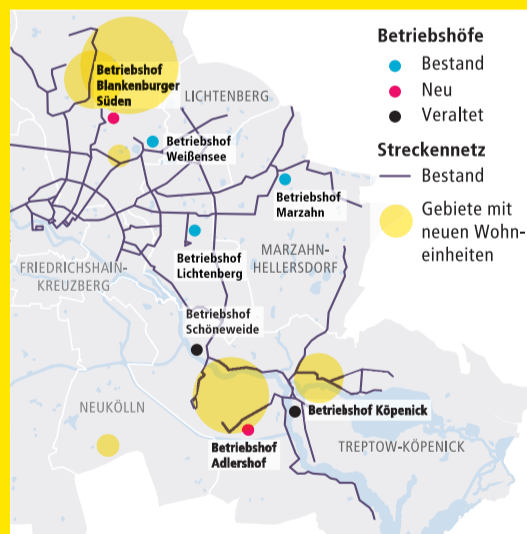 Betriebshöfe
Bestand
Neu
Veraltet
Streckennetz
Bestand
Gebiete mit
neuen Wohn-
einheiten
Betriebshof
Blankenburger
Süden
LICHTENBERG
Betriebshof
Weißensee
Betriebshof
Marzahn
Betriebshof
Lichtenberg
MARZAHN-
HELLERSDORF
FRIEDRICHSHAIN-
KREUZBERG
Betriebshof
Schöneweide
NEUKÖLLN
Betriebshof Köpenick
Betriebshof
Adlershof
TREPTOW-KÖPENICK